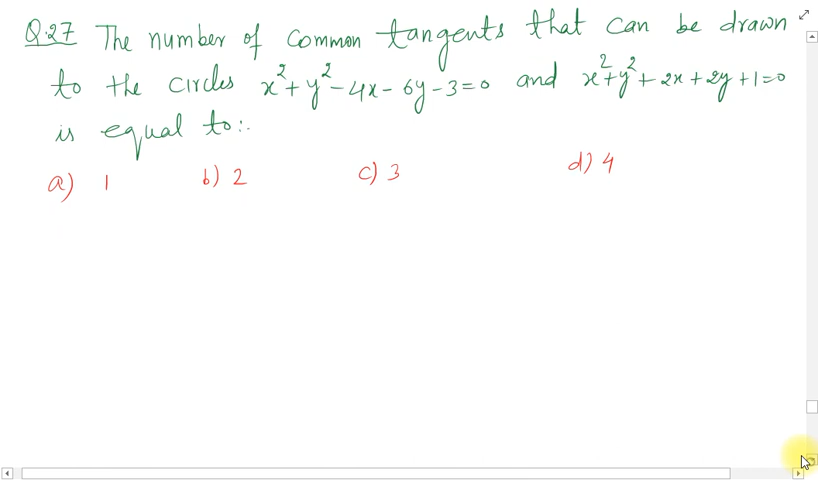 Q.27 The number of common tangents that can be drawn
to the circles x²+y²-4x-6y-3=0 and x²+y²+2x+2y+1=0
is equal to:.
a) 1 b) 2 c) 3 d) 4